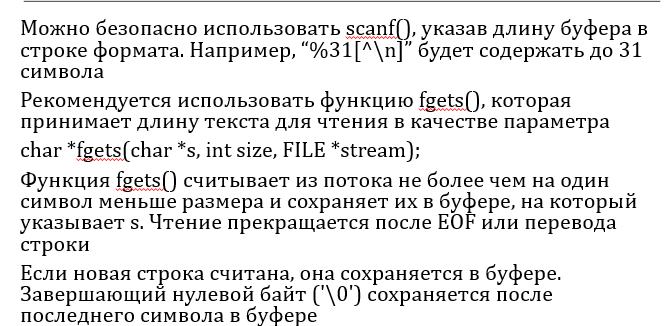 Можно безопасно использовать scanf(), указав длину буфера в
строке формата. Например, “%31[^\n]” будет содержать до 31
символа
Рекомендуется использовать функцию fgets(), которая
принимает длину текста для чтения в качестве параметра
char *fgets(char *s, int size, FILE *stream);
Функция fgets() считывает из потока не более чем на один
символ меньше размера и сохраняет их в буфере, на который
указывает s. Чтение прекращается после EOF или перевода
строки
Если новая строка считана, она сохраняется в буфере.
Завершающий нулевой байт ('\0') сохраняется после
последнего символа в буфере